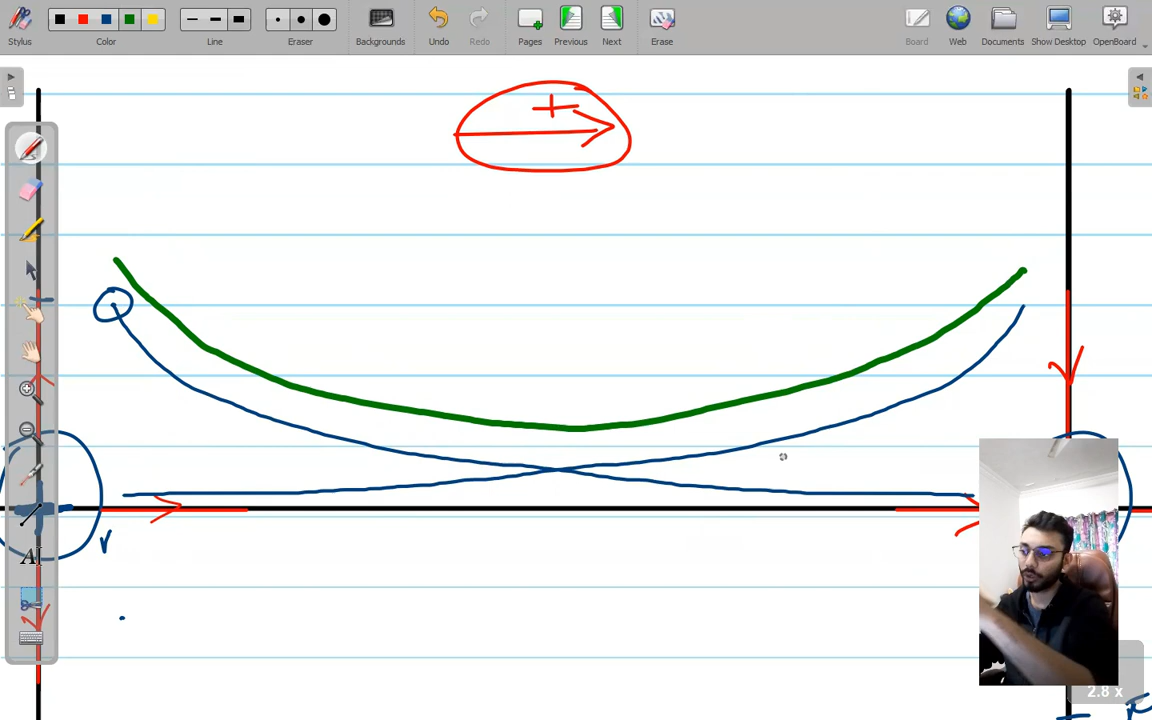 Stylus
Color
Line
Eraser
Backgrounds
Undo
Redo
Pages
Previous
Next
Erase
Board
Web
Documents
Show Desktop
OpenBoard
+
r
2.8 x